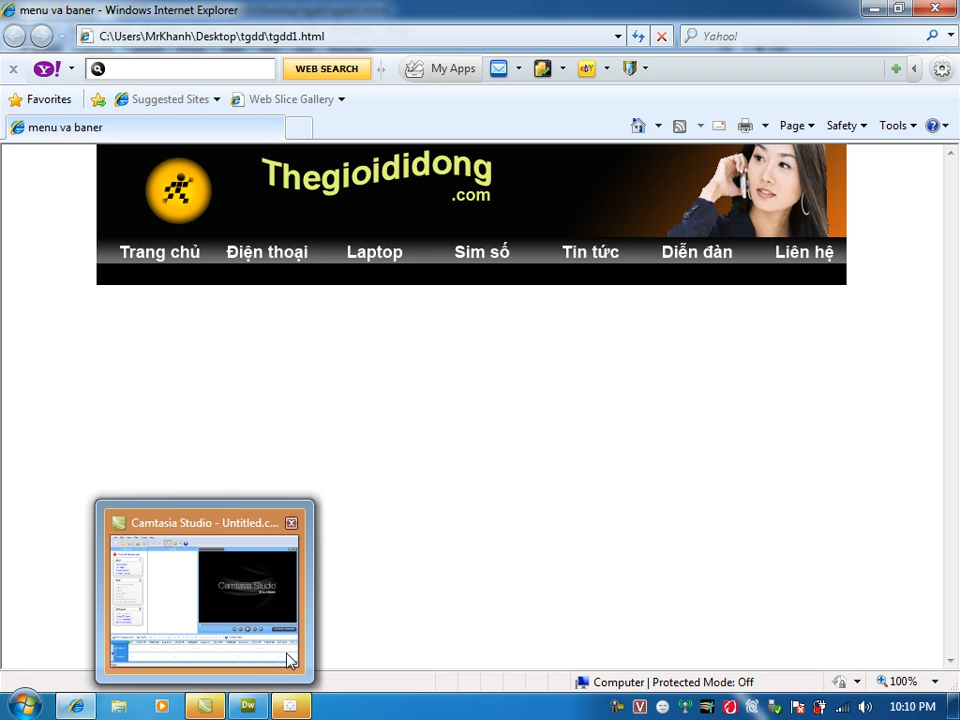 menu va baner - Windows Internet Explorer
C:\Users\MrKhanh\Desktop\tgdd\tgdd1.html
Yahoo!
x Y! WEB SEARCH My Apps
Favorites Suggested Sites Web Slice Gallery
menu va baner Page Safety Tools
Thegioididong
.com
Trang chủ Điện thoại Laptop Sim số Tin tức Diễn đàn Liên hệ
Camtasia Studio - Untitled.c...
Camtasia Studio
Computer | Protected Mode: Off 100%
Dw 10:10 PM